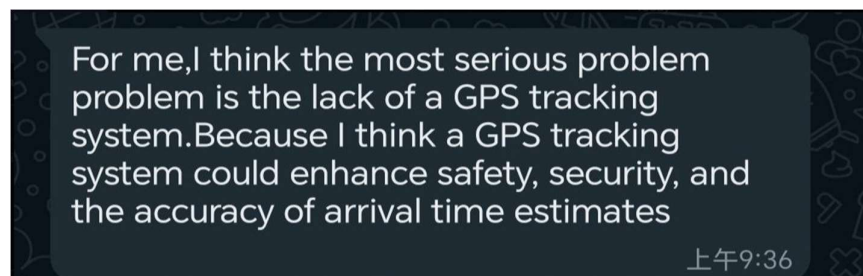 For me,I think the most serious problem
problem is the lack of a GPS tracking
system.Because I think a GPS tracking
system could enhance safety, security, and
the accuracy of arrival time estimates
上午9:36